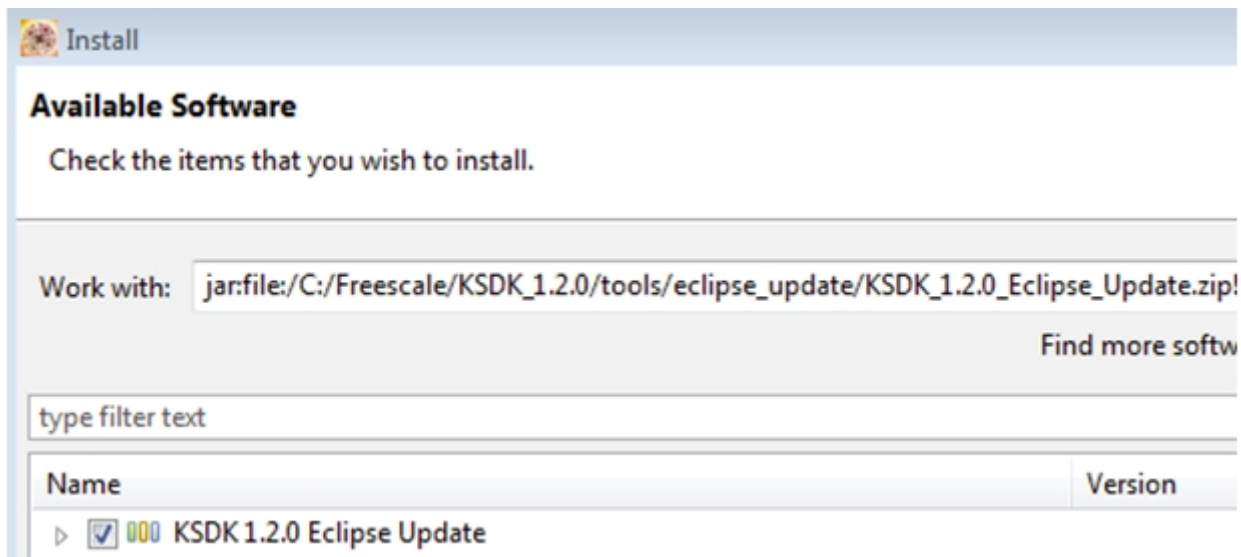 Install
Available Software
Check the items that you wish to install.
Work with: jar:file:/C:/Freescale/KSDK_1.2.0/tools/eclipse_update/KSDK_1.2.0_Eclipse_Update.zip!
Find more softw
type filter text
Name Version
KSDK 1.2.0 Eclipse Update